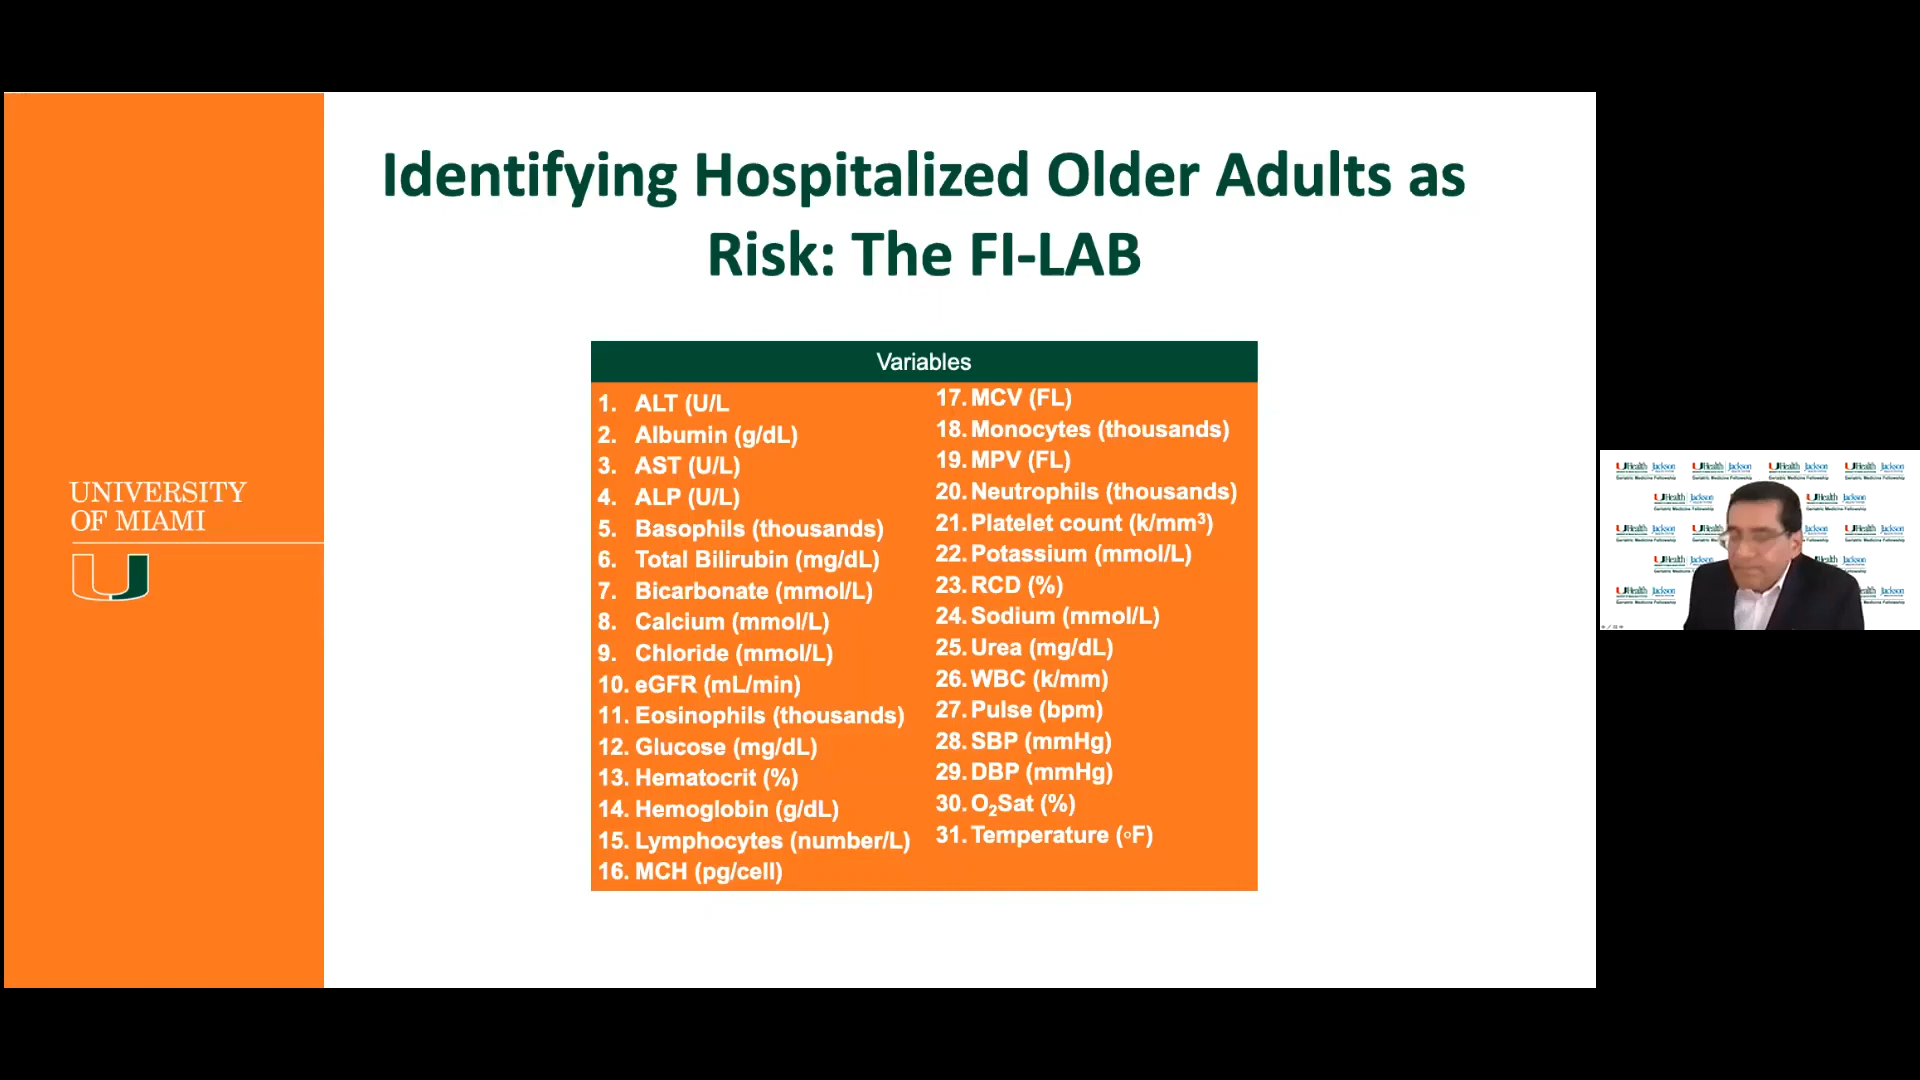 Identifying Hospitalized Older Adults as
Risk: The FI-LAB
UNIVERSITY
OF MIAMI
Variables
1. ALT (U/L
2. Albumin (g/dL)
3. AST (U/L)
4. ALP (U/L)
5. Basophils (thousands)
6. Total Bilirubin (mg/dL)
7. Bicarbonate (mmol/L)
8. Calcium (mmol/L)
9. Chloride (mmol/L)
10. eGFR (mL/min)
11. Eosinophils (thousands)
12. Glucose (mg/dL)
13. Hematocrit (%)
14. Hemoglobin (g/dL)
15. Lymphocytes (number/L)
16. MCH (pg/cell)
17. MCV (FL)
18. Monocytes (thousands)
19. MPV (FL)
20. Neutrophils (thousands)
21. Platelet count (k/mm³)
22. Potassium (mmol/L)
23. RCD (%)
24. Sodium (mmol/L)
25. Urea (mg/dL)
26. WBC (k/mm)
27. Pulse (bpm)
28. SBP (mmHg)
29. DBP (mmHg)
30. O₂Sat (%)
31. Temperature (◦F)
UHealth Jackson
Geriatric Medicine Fellowship